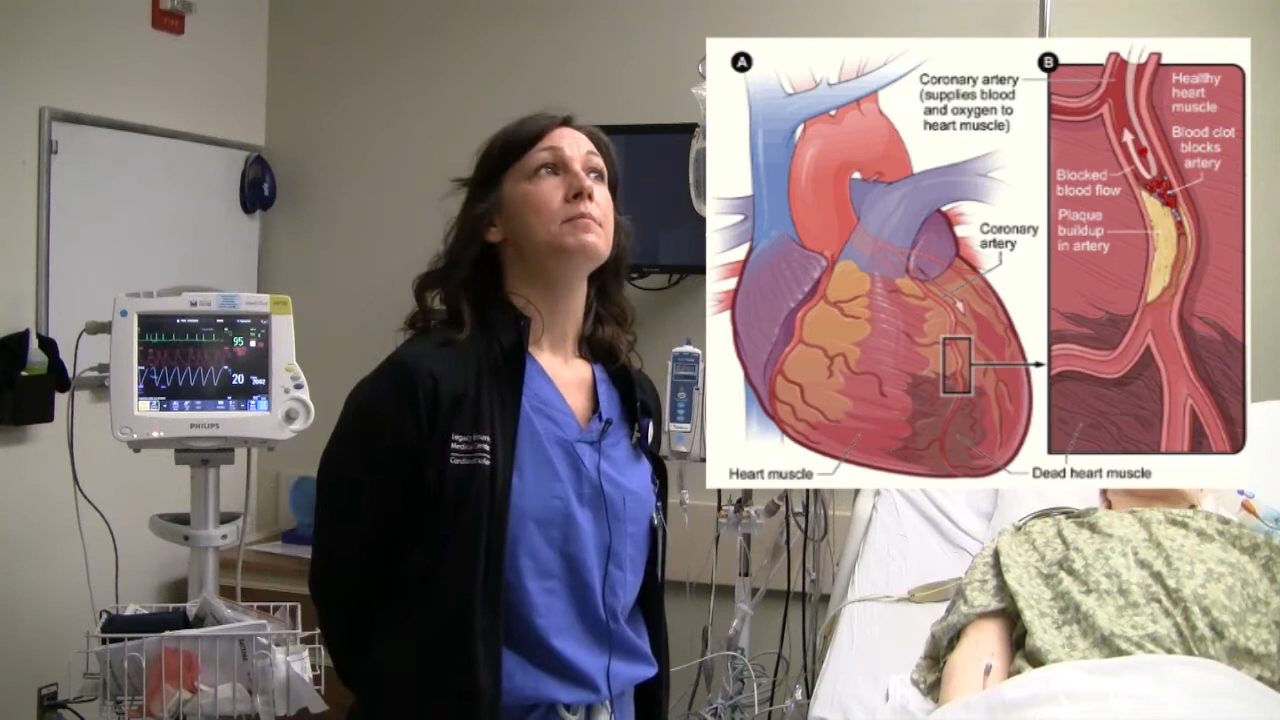 A
Coronary artery
(supplies blood
and oxygen to
heart muscle)
Coronary
artery
Heart muscle
Dead heart muscle
B
Healthy
heart
muscle
Blood clot
blocks
artery
Blocked
blood flow
Plaque
buildup
in artery
95
20
PHILIPS